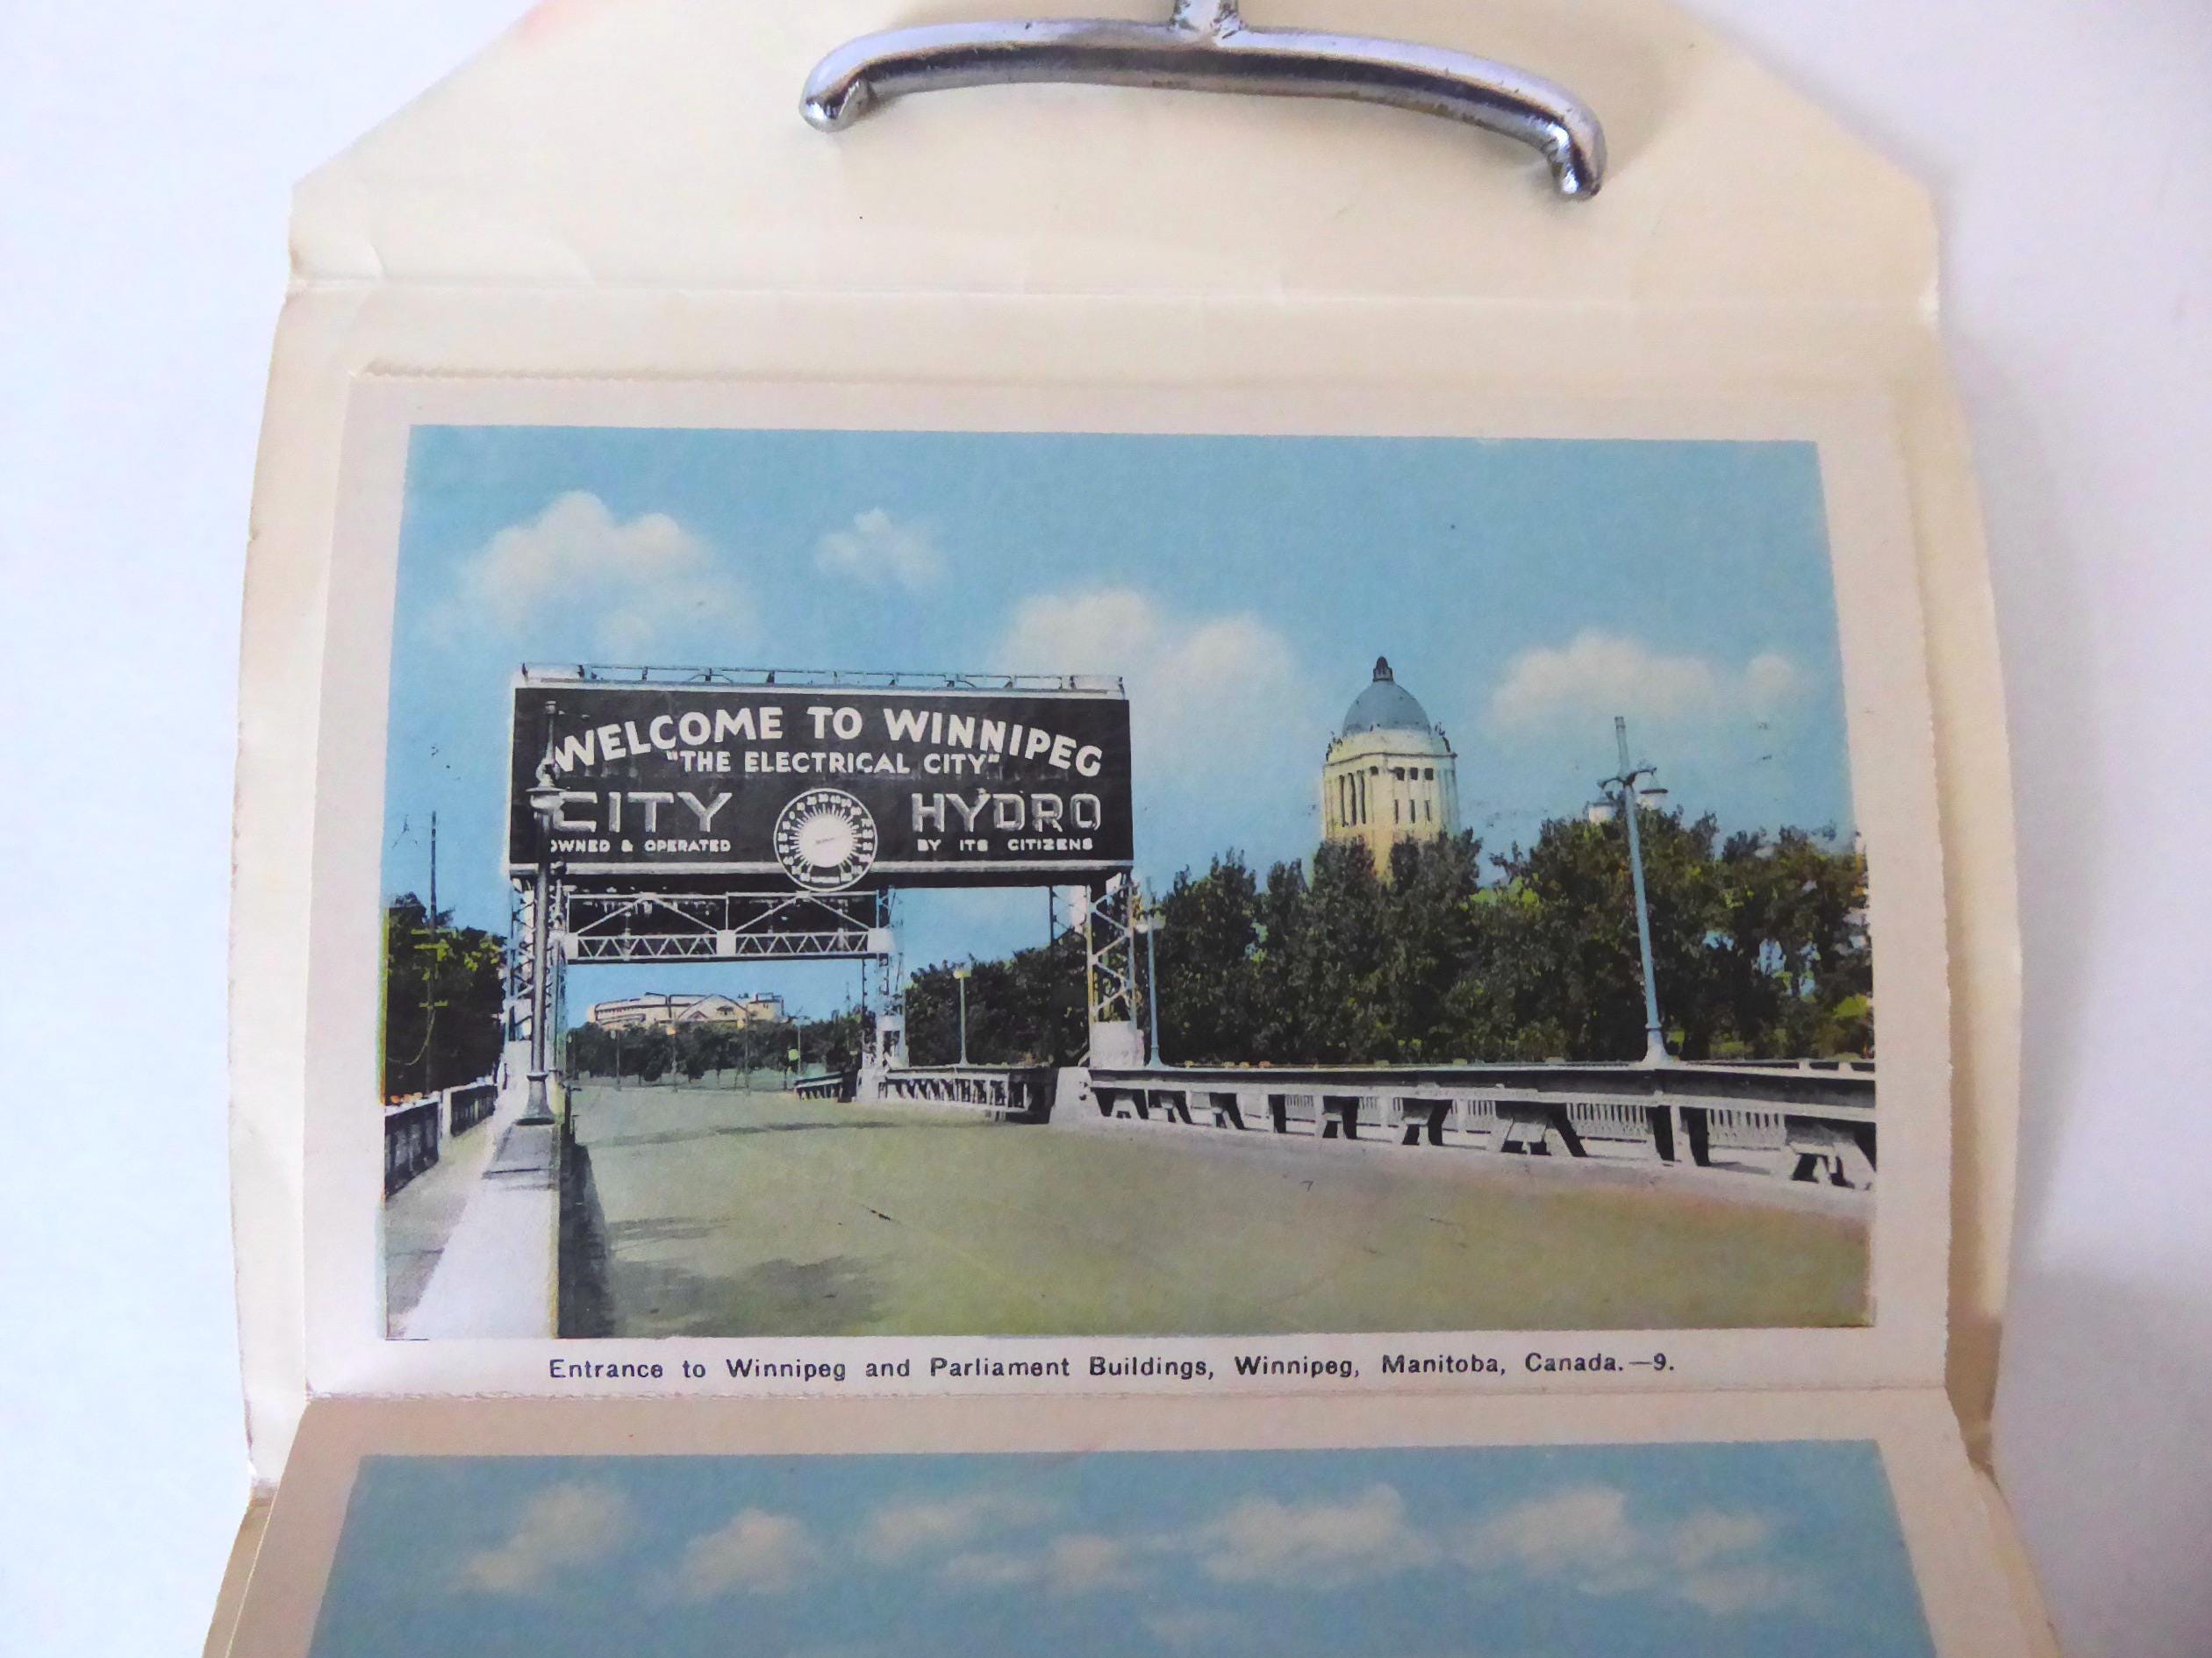 WELCOME TO WINNIPEG
"THE ELECTRICAL CITY"
CITY HYDRO
OWNED & OPERATED BY ITS CITIZENS
Entrance to Winnipeg and Parliament Buildings, Winnipeg, Manitoba, Canada.—9.